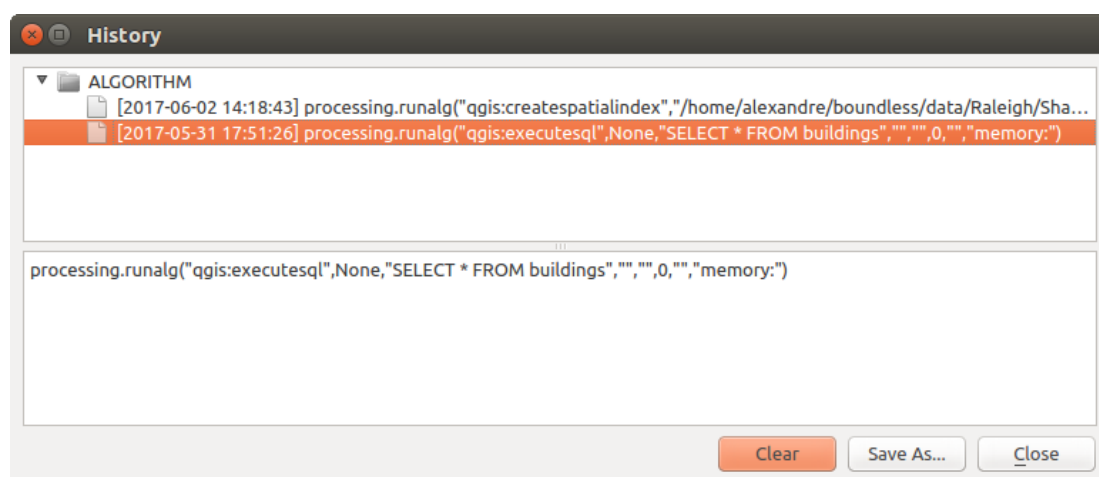 History
ALGORITHM
[2017-06-02 14:18:43] processing.runalg("qgis:createspatialindex","/home/alexandre/boundless/data/Raleigh/Sha...
[2017-05-31 17:51:26] processing.runalg("qgis:executesql",None,"SELECT * FROM buildings","","",0,"","memory:")
processing.runalg("qgis:executesql",None,"SELECT * FROM buildings","","",0,"","memory:")
Clear Save As... Close